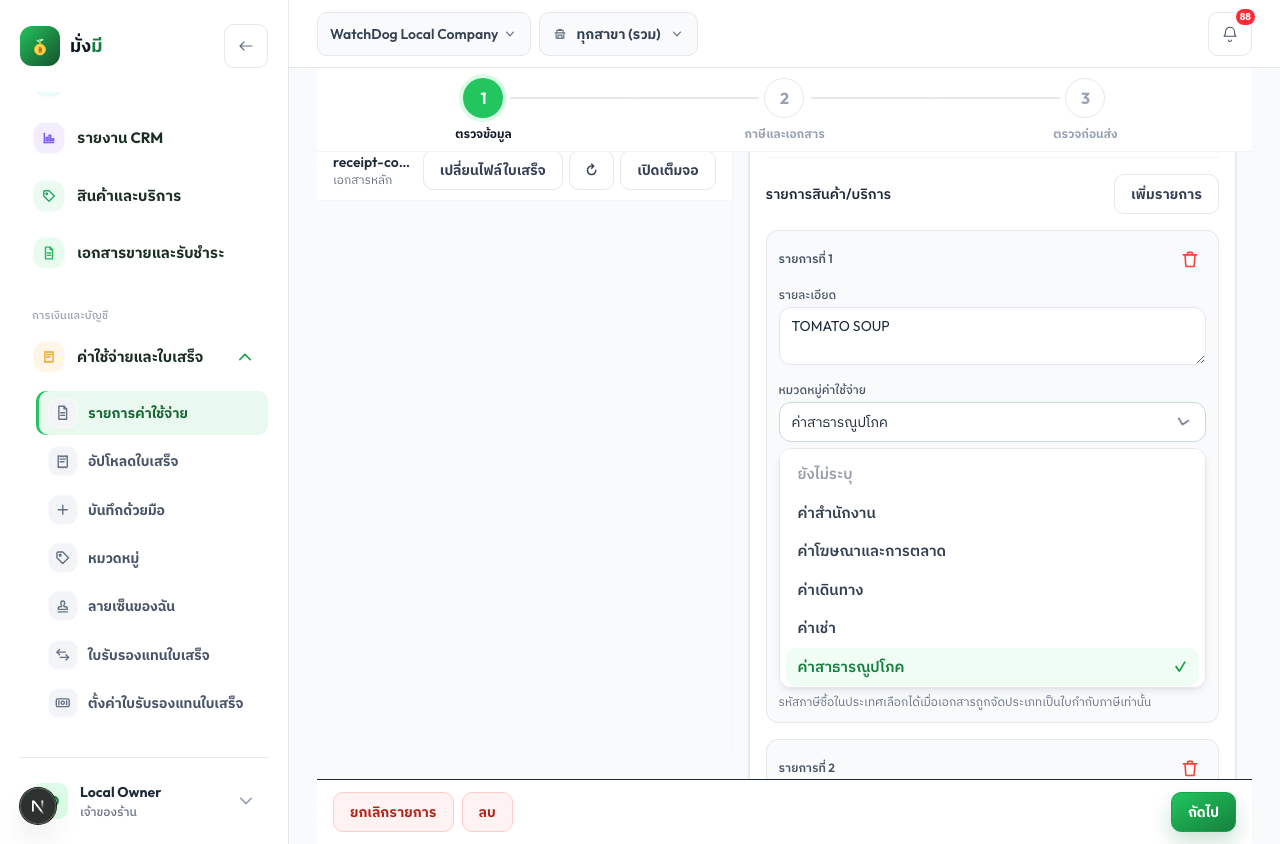 มั่งมี
WatchDog Local Company
ทุกสาขา (รวม)
88
รายงาน CRM
สินค้าและบริการ
เอกสารขายและรับชำระ
การเงินและบัญชี
ค่าใช้จ่ายและใบเสร็จ
รายการค่าใช้จ่าย
อัปโหลดใบเสร็จ
บันทึกด้วยมือ
หมวดหมู่
ลายเซ็นของฉัน
ใบรับรองแทนใบเสร็จ
ตั้งค่าใบรับรองแทนใบเสร็จ
N
Local Owner
เจ้าของร้าน
1
ตรวจข้อมูล
2
ภาษีและเอกสาร
3
ตรวจก่อนส่ง
receipt-co...
เอกสารหลัก
เปลี่ยนไฟล์ใบเสร็จ
เปิดเต็มจอ
รายการสินค้า/บริการ
เพิ่มรายการ
รายการที่ 1
รายละเอียด
TOMATO SOUP
หมวดหมู่ค่าใช้จ่าย
ค่าสาธารณูปโภค
ยังไม่ระบุ
ค่าสำนักงาน
ค่าโฆษณาและการตลาด
ค่าเดินทาง
ค่าเช่า
ค่าสาธารณูปโภค
รหัสภาษีซื้อในประเทศเลือกได้เมื่อเอกสารถูกจัดประเภทเป็นใบกำกับภาษีเท่านั้น
รายการที่ 2
ยกเลิกรายการ
ลบ
ถัดไป